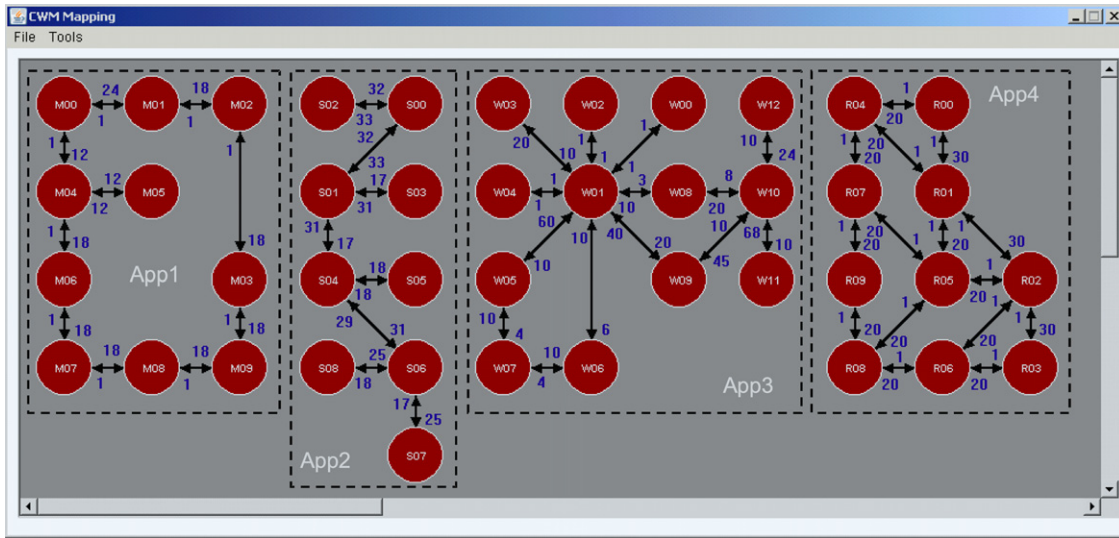 CWM Mapping
File Tools
M00 24 1 M01 18 1 M02 S02 32 33 S00 W03 W02 W00 W12 R04 1 20 R00 App4
1 12 1 32 33 20 10 1 1 1 1 10 24 1 20 20 1 1 30
M04 12 12 M05 S01 17 31 S03 W04 1 1 W01 3 10 W08 8 20 W10 R07 R01
1 18 31 17 60 10 10 40 20 10 45 68 10 1 20 20 1 1 20 30 1
M06 App1 18 M03 S04 18 18 S05 W05 W09 W11 R09 R05 1 20 R02
1 18 1 18 29 31 10 4 6 1 20 1 20 1 20 1 30
M07 18 1 M08 18 1 M09 S08 25 18 S06 W07 10 4 W06 App3 R08 1 20 R06 1 20 R03
17 25
App2 S07